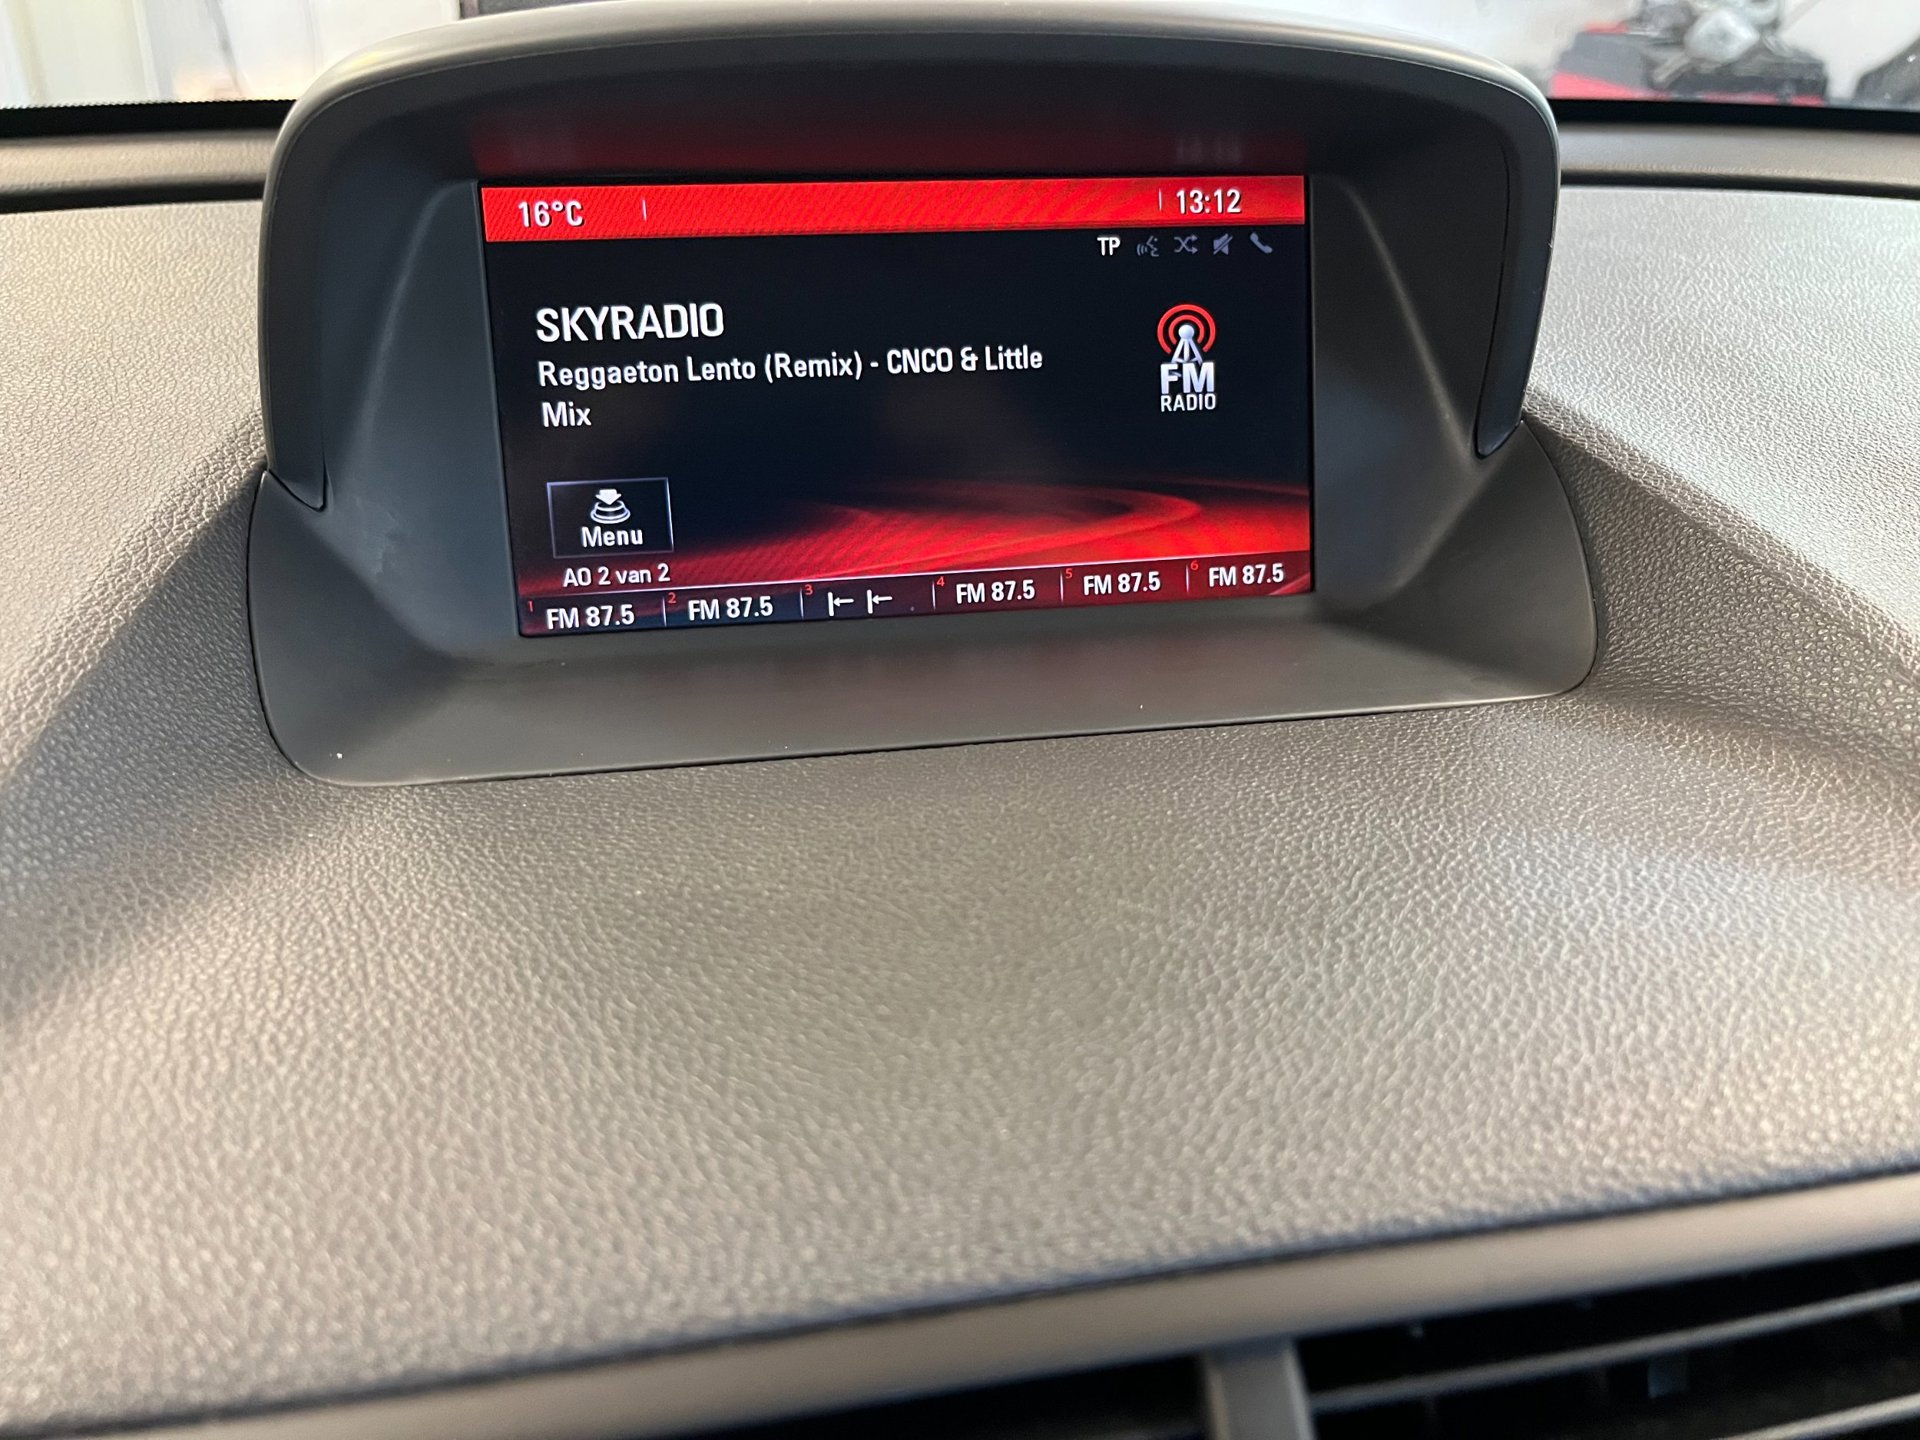 16°C 13:12
TP
SKYRADIO
Reggaeton Lento (Remix) - CNCO & Little
Mix
FM
RADIO
Menu
AO 2 van 2
1 FM 87.5 2 FM 87.5 3 4 FM 87.5 5 FM 87.5 6 FM 87.5